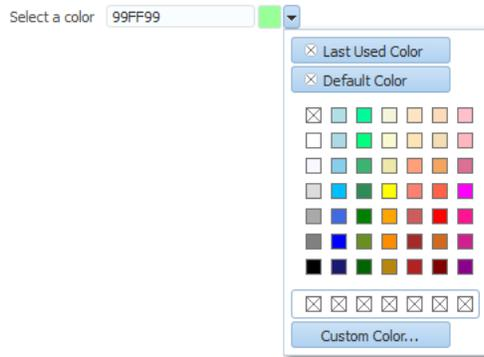 Select a color 99FF99
Last Used Color
Default Color
Custom Color...